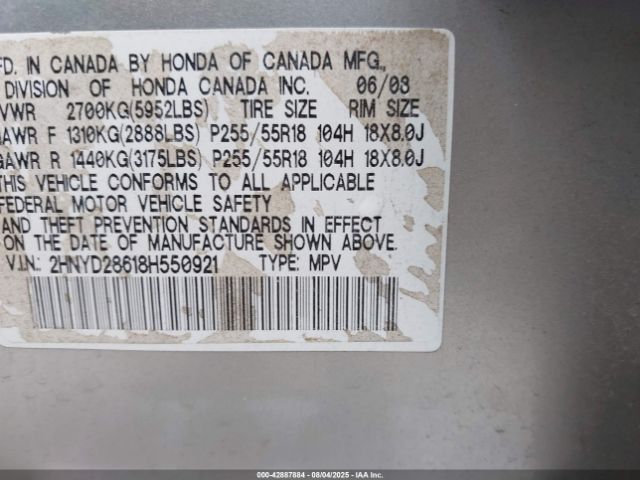 FD. IN CANADA BY HONDA OF CANADA MFG.,
DIVISION OF HONDA CANADA INC. 06/08
VWR 2700KG(5952LBS) TIRE SIZE RIM SIZE
GAWR F 1310KG(2888LBS) P255/55R18 104H 18X8.0J
GAWR R 1440KG(3175LBS) P255/55R18 104H 18X8.0J
THIS VEHICLE CONFORMS TO ALL APPLICABLE
FEDERAL MOTOR VEHICLE SAFETY
AND THEFT PREVENTION STANDARDS IN EFFECT
ON THE DATE OF MANUFACTURE SHOWN ABOVE.
V.I.N.: 2HNYD28618H550921 TYPE: MPV
000-42887884 - 08/04/2025 - IAA Inc.